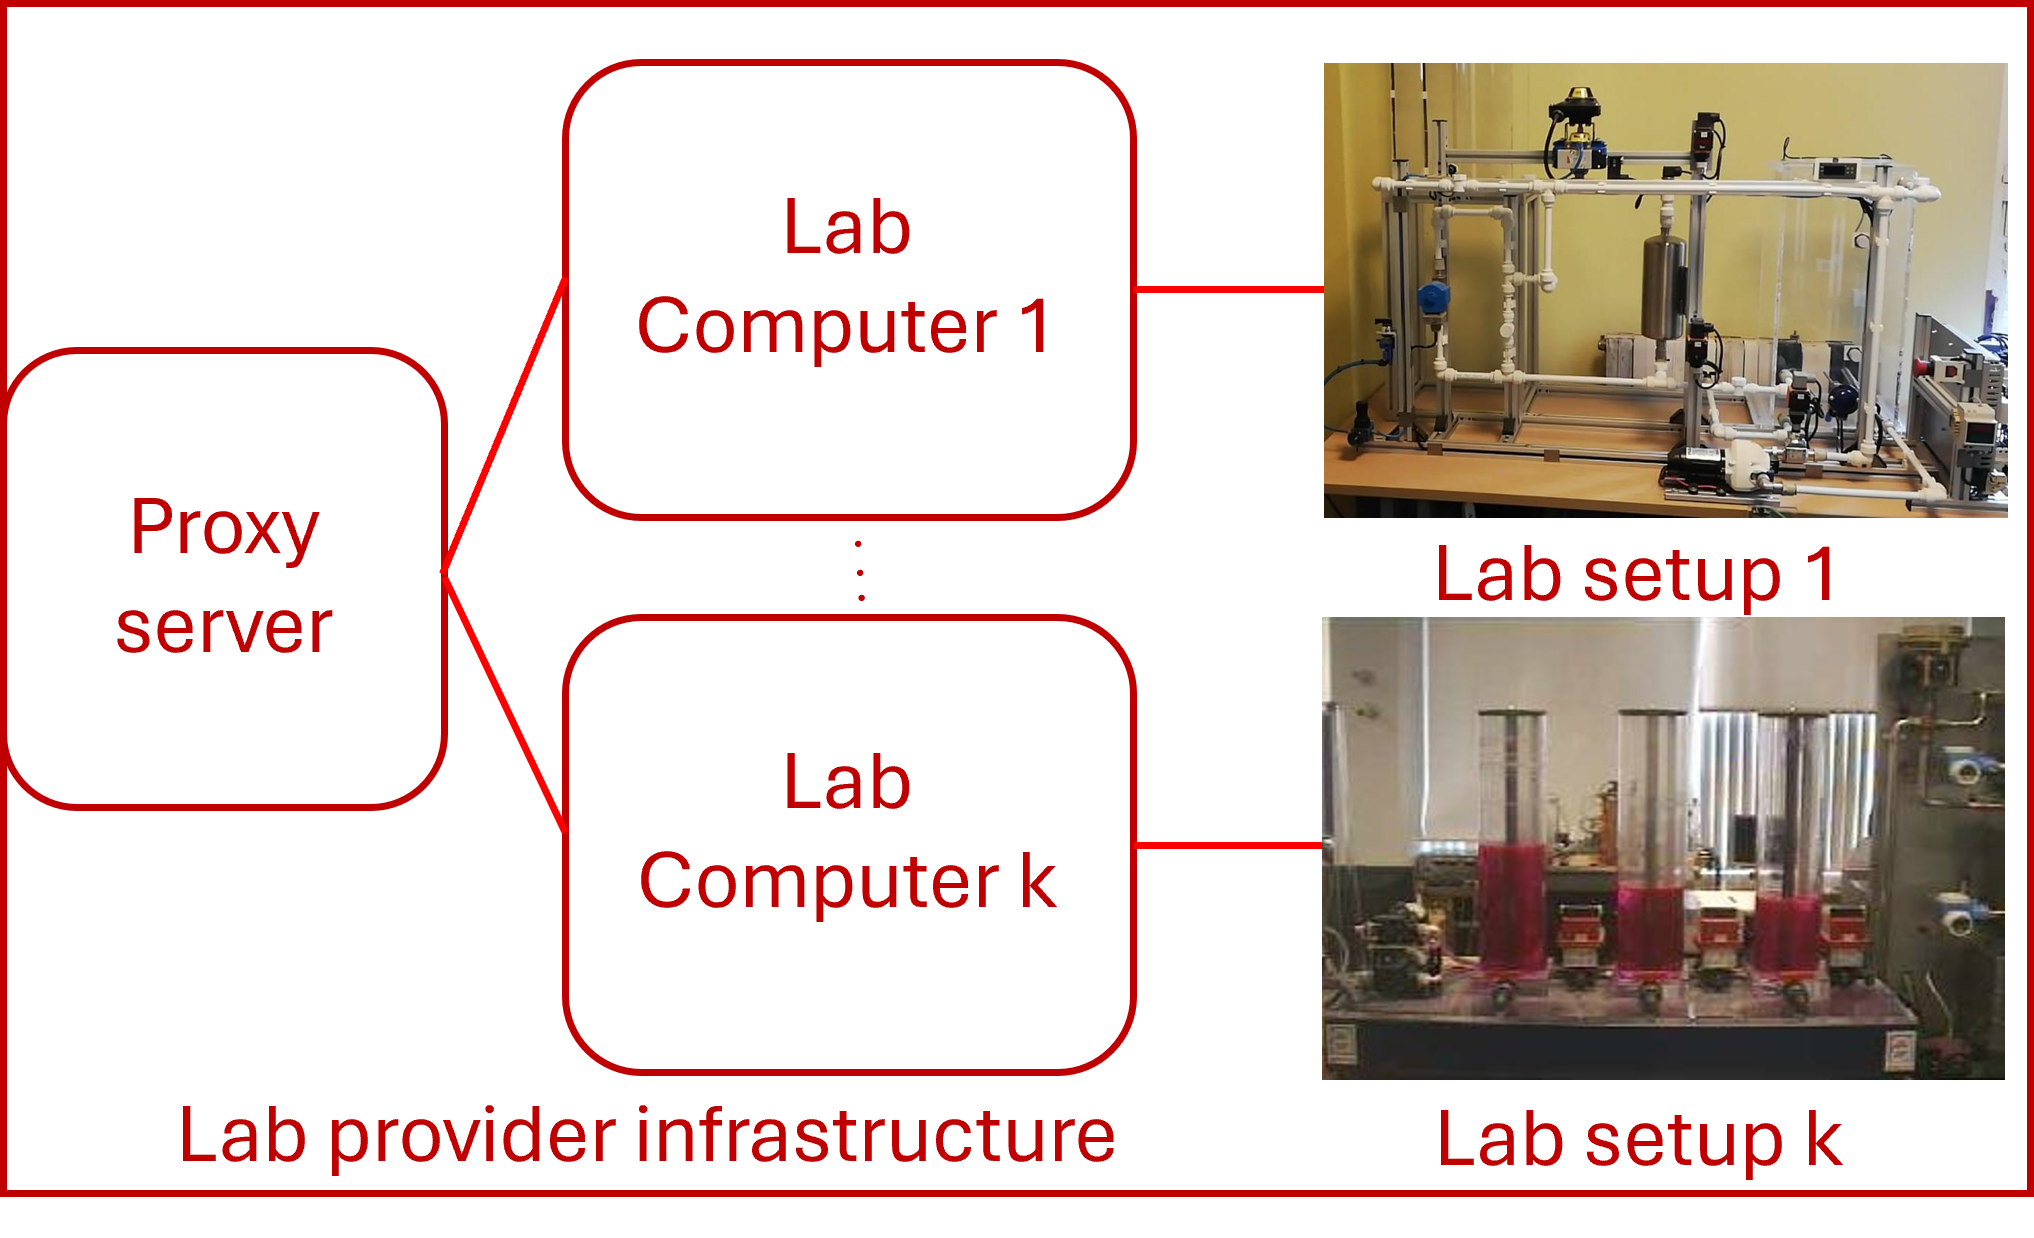 Proxy
server
Lab
Computer 1
Lab
Computer k
Lab setup 1
Lab setup k
Lab provider infrastructure